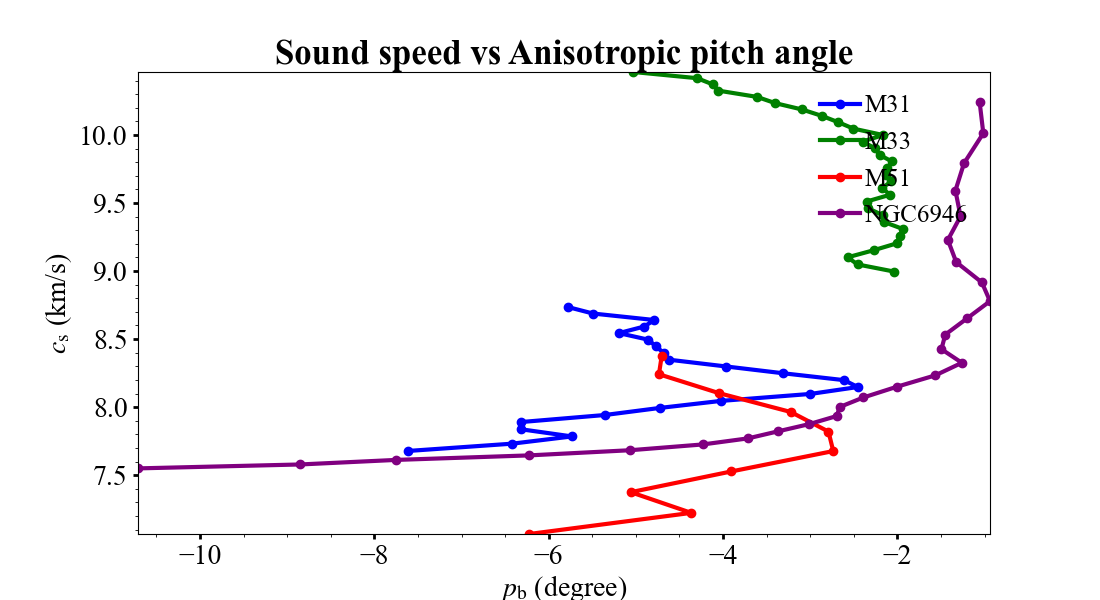 Sound speed vs Anisotropic pitch angle
M31
M33
M51
NGC6946
10.0
9.5
9.0
8.5
8.0
7.5
c_s (km/s)
−10 −8 −6 −4 −2
p_b (degree)